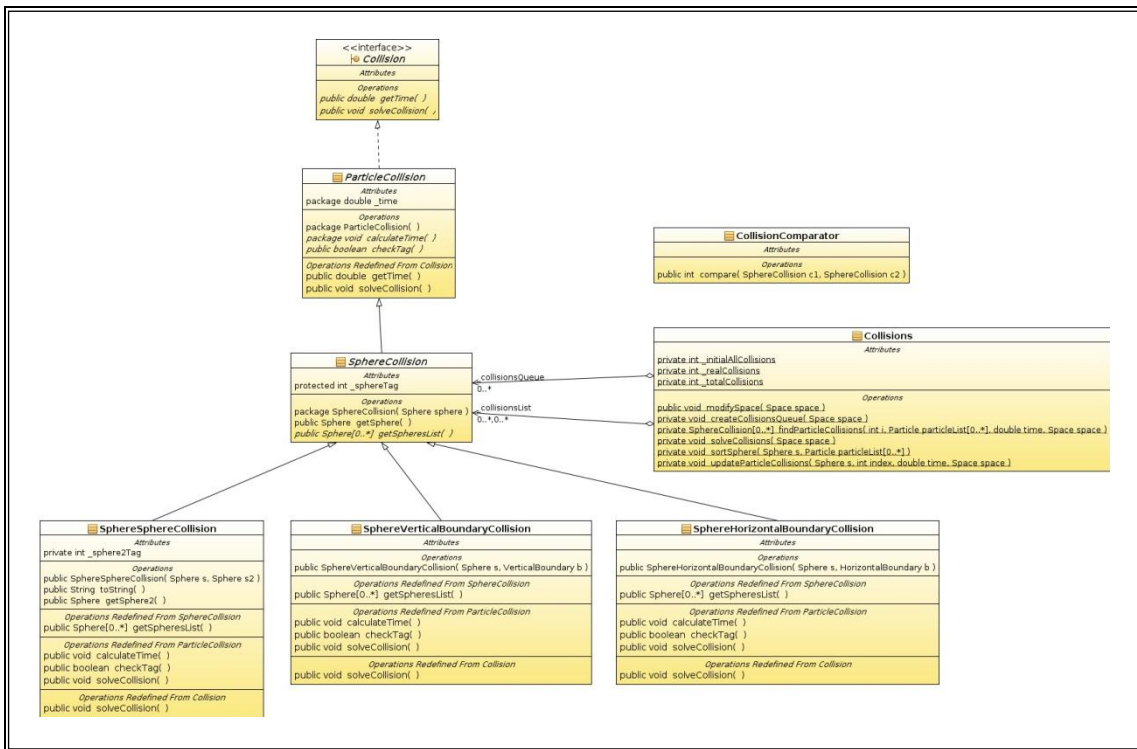 <<interface>>
Collision
Attributes
Operations
public double getTime( )
public void solveCollision( )
ParticleCollision
Attributes
package double _time
Operations
package ParticleCollision( )
package void calculateTime( )
public boolean checkTag( )
Operations Redefined From Collision
public double getTime( )
public void solveCollision( )
CollisionComparator
Attributes
Operations
public int compare( SphereCollision c1, SphereCollision c2 )
SphereCollision
Attributes
protected int _sphereTag
Operations
package SphereCollision( Sphere sphere )
public Sphere getSphere( )
public Sphere[0..*] getSpheresList( )
_collisionsQueue
0..*
_collisionsList
0..*,0..*
Collisions
Attributes
private int _initialAllCollisions
private int _realCollisions
private int _totalCollisions
Operations
public void modifySpace( Space space )
private void createCollisionsQueue( Space space )
private SphereCollision[0..*] findParticleCollisions( int i, Particle particleList[0..*], double time, Space space )
private void solveCollisions( Space space )
private void sortSphere( Sphere s, Particle particleList[0..*] )
private void updateParticleCollisions( Sphere s, int index, double time, Space space )
SphereSphereCollision
Attributes
private int _sphere2Tag
Operations
public SphereSphereCollision( Sphere s, Sphere s2 )
public String toString( )
public Sphere getSphere2( )
Operations Redefined From SphereCollision
public Sphere[0..*] getSpheresList( )
Operations Redefined From ParticleCollision
public void calculateTime( )
public boolean checkTag( )
public void solveCollision( )
Operations Redefined From Collision
public void solveCollision( )
SphereVerticalBoundaryCollision
Attributes
Operations
public SphereVerticalBoundaryCollision( Sphere s, VerticalBoundary b )
Operations Redefined From SphereCollision
public Sphere[0..*] getSpheresList( )
Operations Redefined From ParticleCollision
public void calculateTime( )
public boolean checkTag( )
public void solveCollision( )
Operations Redefined From Collision
public void solveCollision( )
SphereHorizontalBoundaryCollision
Attributes
Operations
public SphereHorizontalBoundaryCollision( Sphere s, HorizontalBoundary b )
Operations Redefined From SphereCollision
public Sphere[0..*] getSpheresList( )
Operations Redefined From ParticleCollision
public void calculateTime( )
public boolean checkTag( )
public void solveCollision( )
Operations Redefined From Collision
public void solveCollision( )